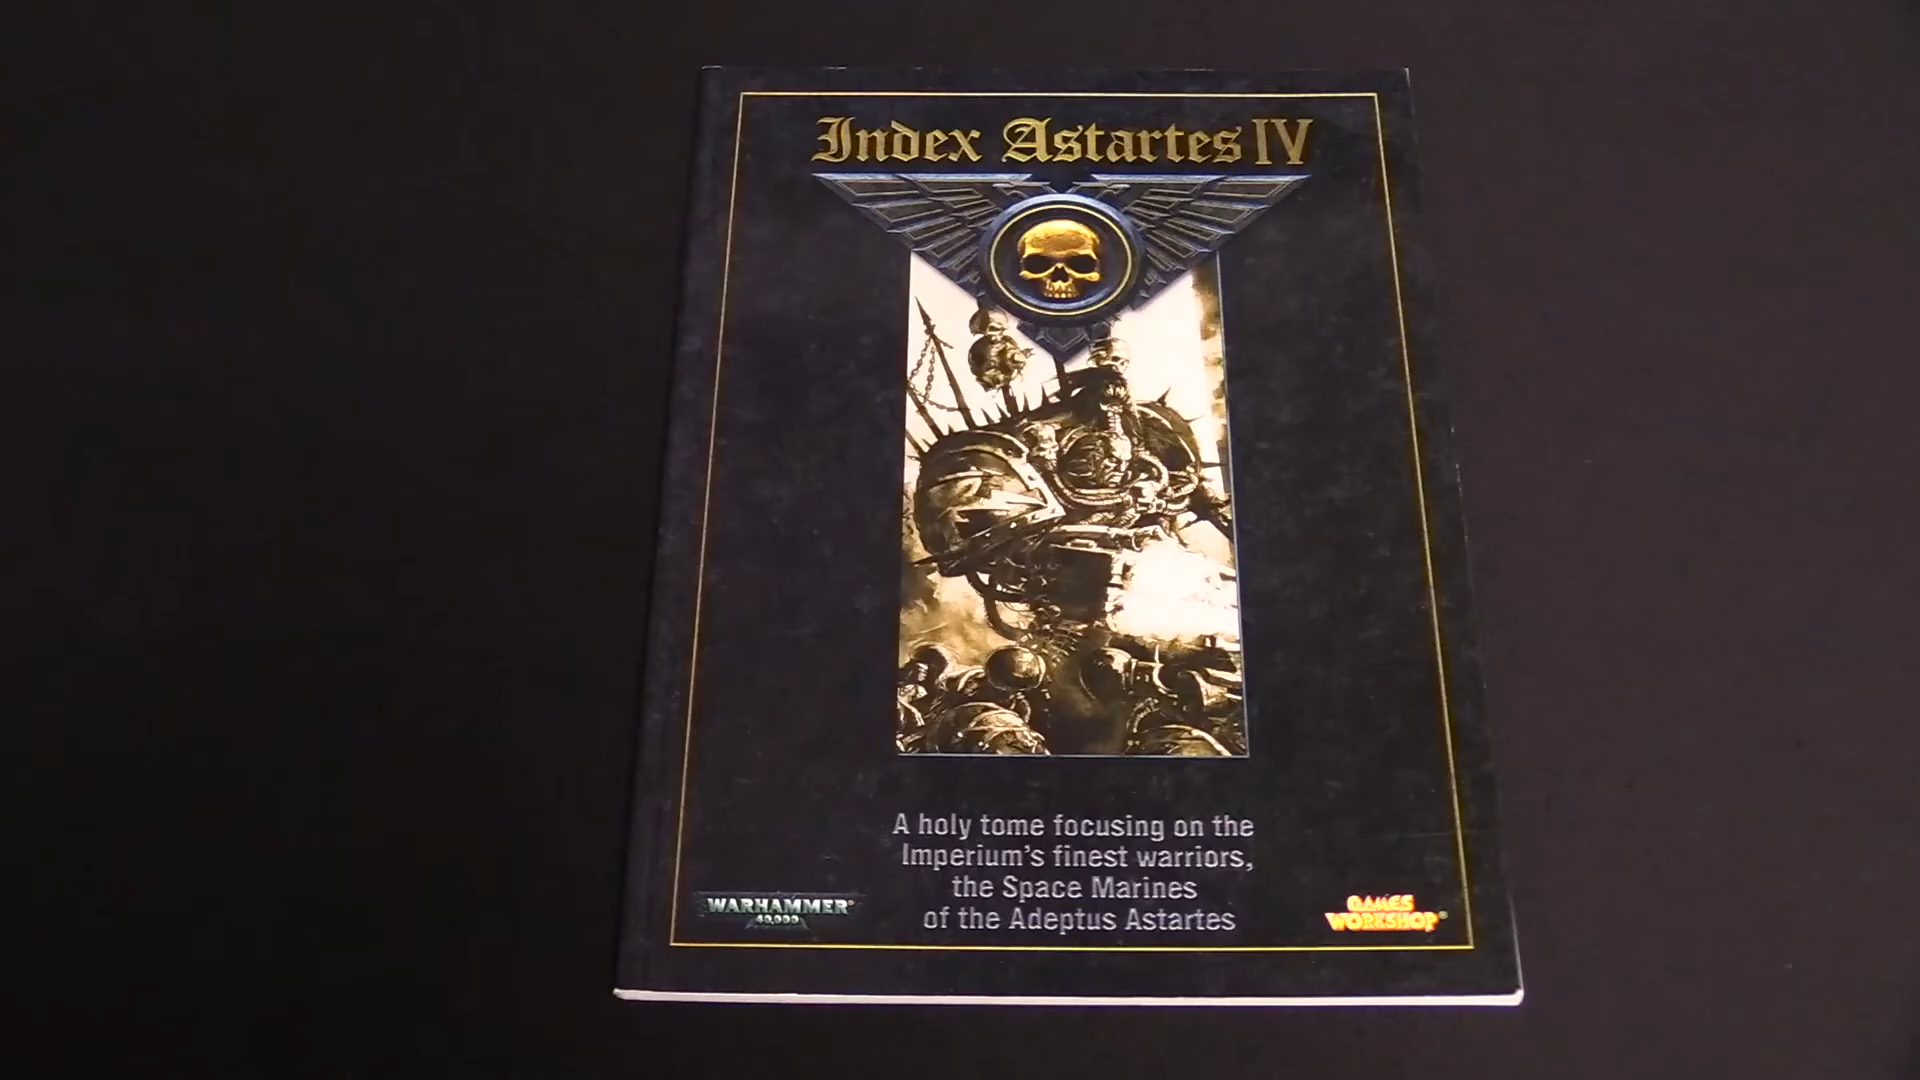 Index Astartes IV
A holy tome focusing on the
Imperium's finest warriors,
the Space Marines
of the Adeptus Astartes
WARHAMMER®
40,000
GAMES
WORKSHOP®